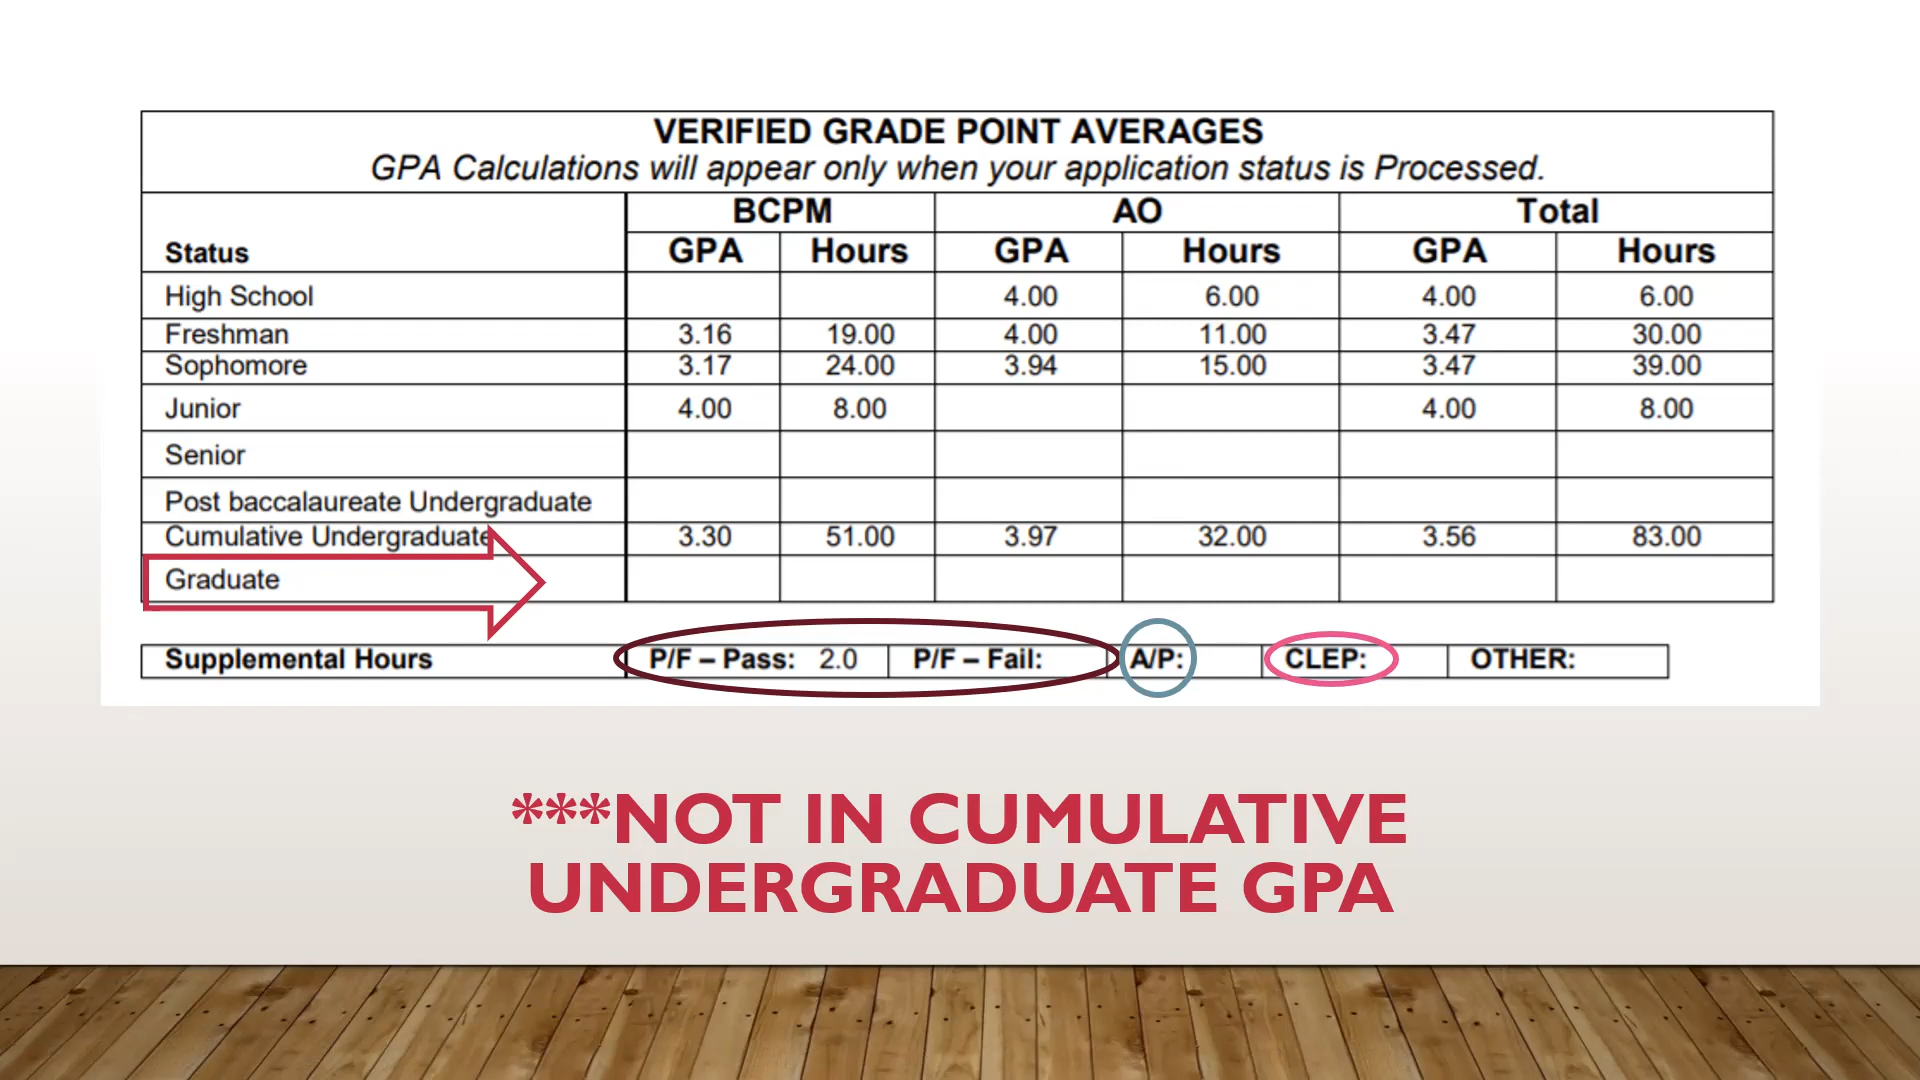 VERIFIED GRADE POINT AVERAGES
GPA Calculations will appear only when your application status is Processed.
BCPM AO Total
Status GPA Hours GPA Hours GPA Hours
High School 4.00 6.00 4.00 6.00
Freshman 3.16 19.00 4.00 11.00 3.47 30.00
Sophomore 3.17 24.00 3.94 15.00 3.47 39.00
Junior 4.00 8.00 4.00 8.00
Senior
Post baccalaureate Undergraduate
Cumulative Undergraduate 3.30 51.00 3.97 32.00 3.56 83.00
Graduate
Supplemental Hours P/F – Pass: 2.0 P/F – Fail: A/P: CLEP: OTHER:
***NOT IN CUMULATIVE
UNDERGRADUATE GPA